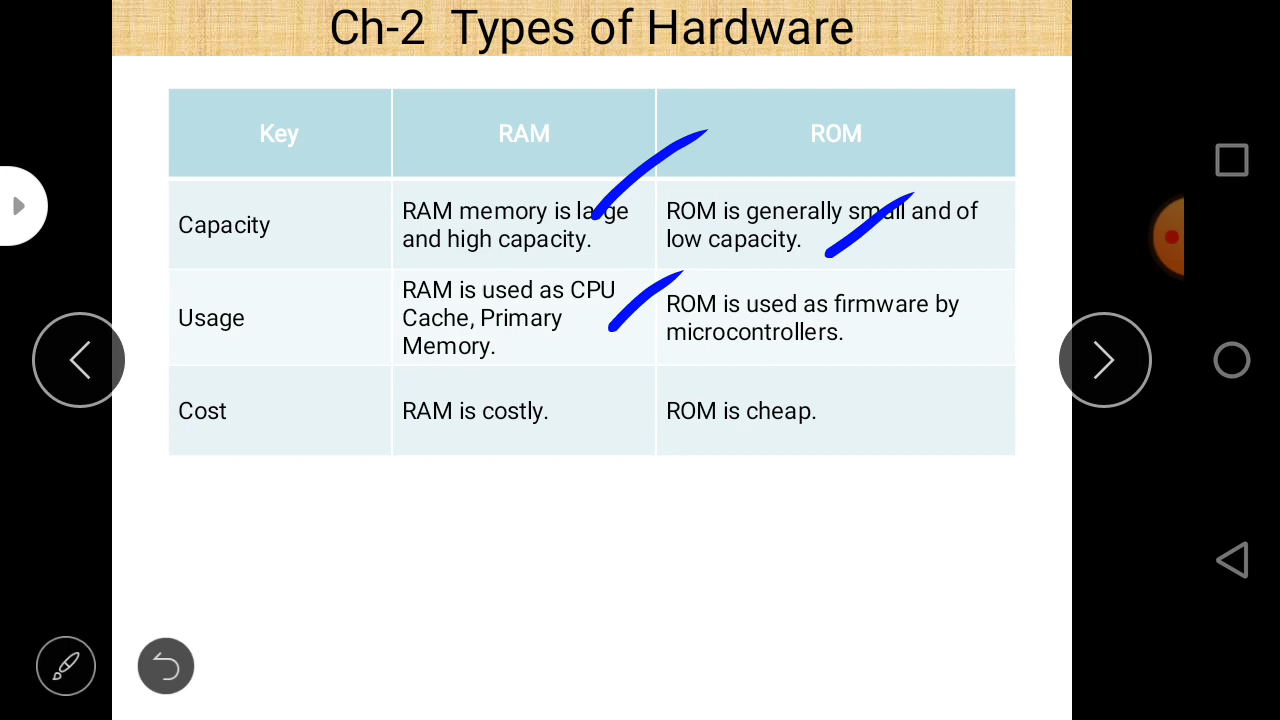 Ch-2 Types of Hardware
Key
RAM
ROM
Capacity
RAM memory is large
and high capacity.
ROM is generally small and of
low capacity.
Usage
RAM is used as CPU
Cache, Primary
Memory.
ROM is used as firmware by
microcontrollers.
Cost
RAM is costly.
ROM is cheap.